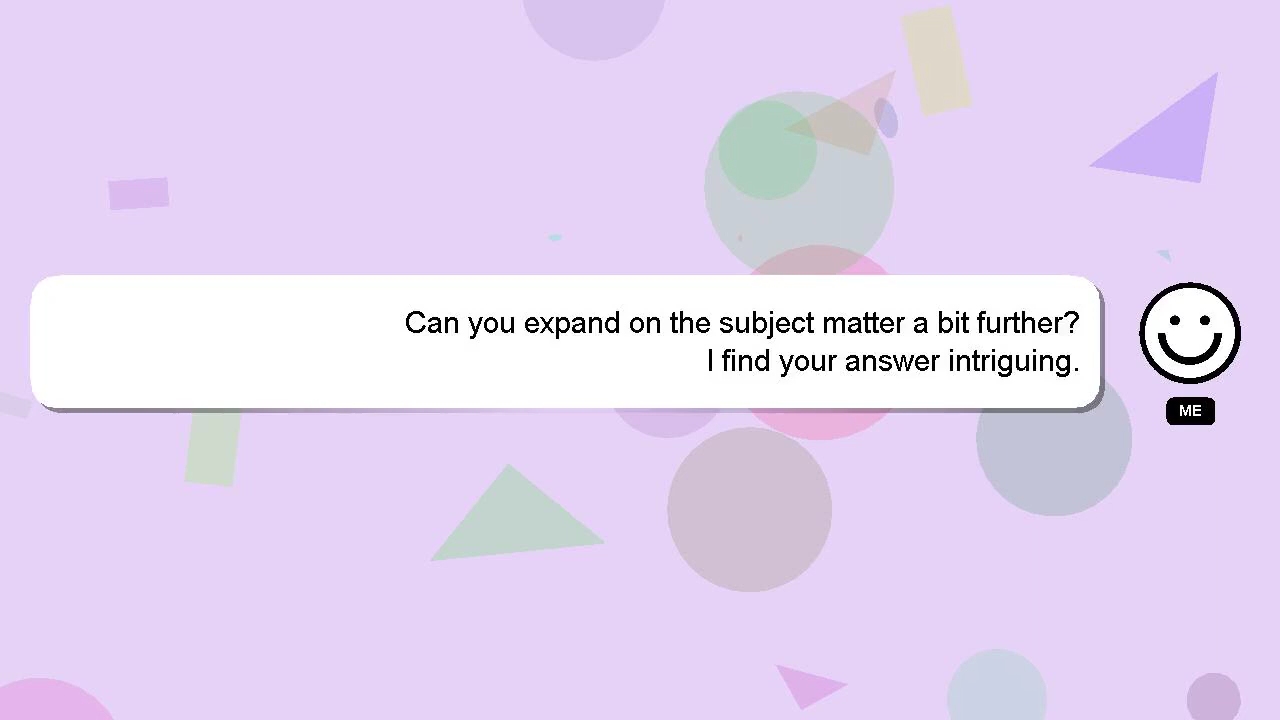 Can you expand on the subject matter a bit further?
I find your answer intriguing.
ME